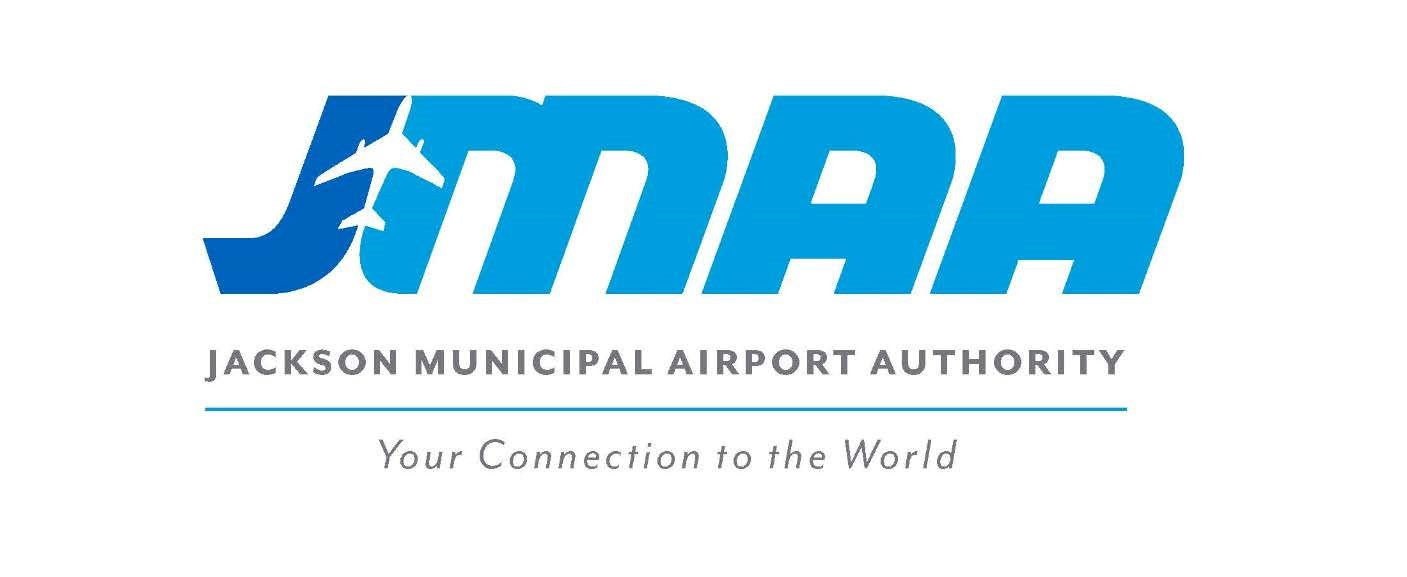 JMAA
JACKSON MUNICIPAL AIRPORT AUTHORITY
Your Connection to the World